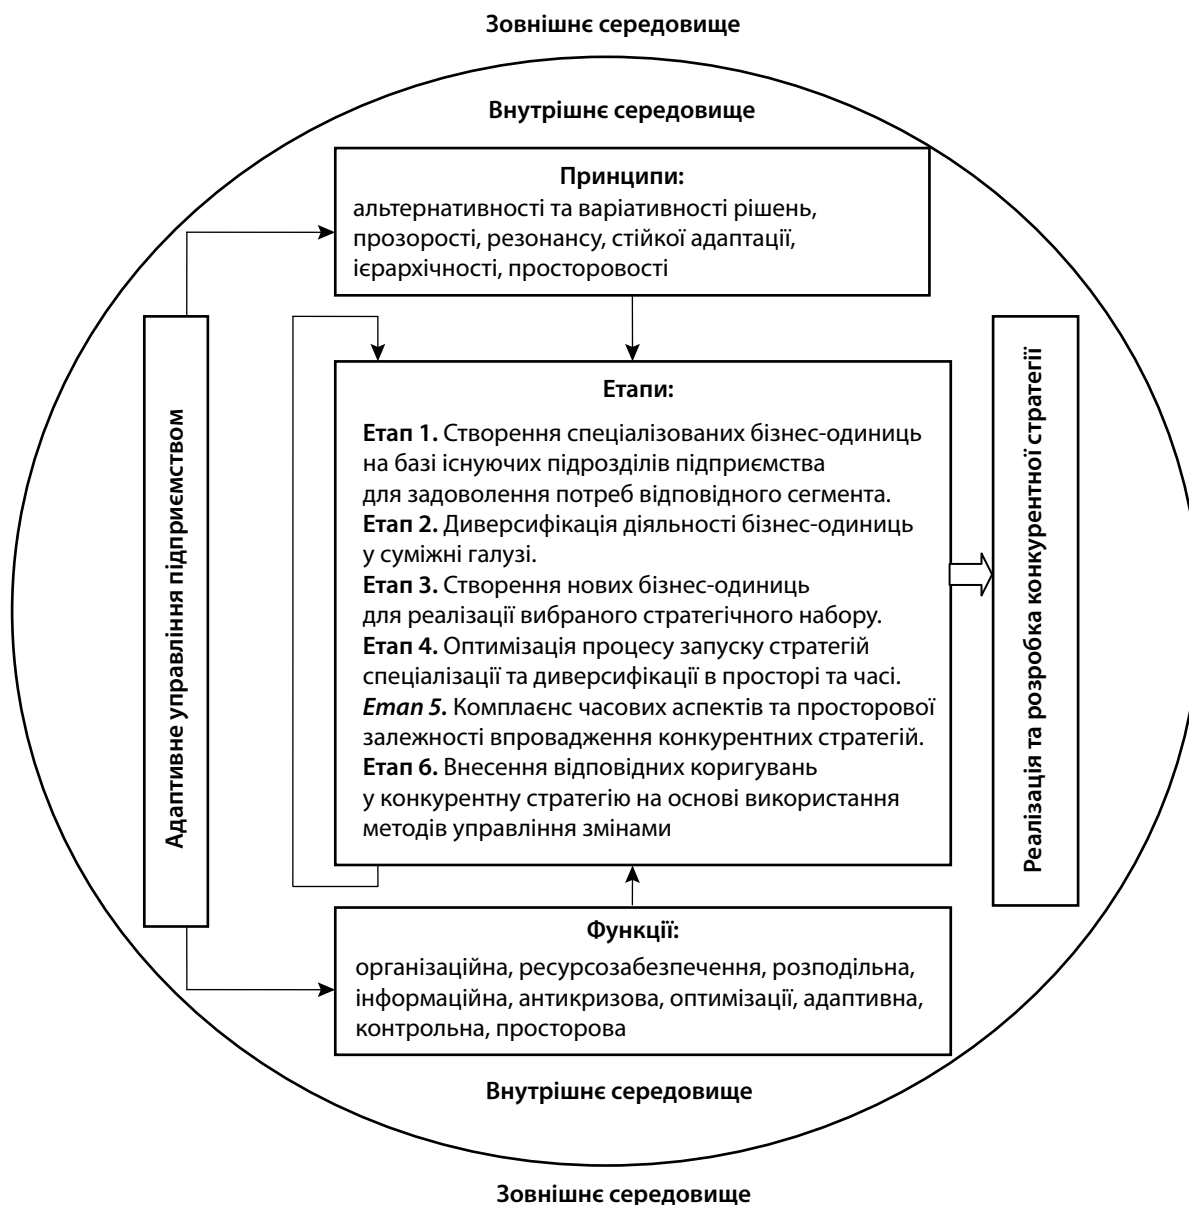 Зовнішнє середовище
Внутрішнє середовище
Принципи:
альтернативності та варіативності рішень,
прозорості, резонансу, стійкої адаптації,
ієрархічності, просторовості
Адаптивне управління підприємством
Етапи:
Етап 1. Створення спеціалізованих бізнес-одиниць
на базі існуючих підрозділів підприємства
для задоволення потреб відповідного сегмента.
Етап 2. Диверсифікація діяльності бізнес-одиниць
у суміжні галузі.
Етап 3. Створення нових бізнес-одиниць
для реалізації вибраного стратегічного набору.
Етап 4. Оптимізація процесу запуску стратегій
спеціалізації та диверсифікації в просторі та часі.
Етап 5. Комплаєнс часових аспектів та просторової
залежності впровадження конкурентних стратегій.
Етап 6. Внесення відповідних коригувань
у конкурентну стратегію на основі використання
методів управління змінами
Реалізація та розробка конкурентної стратегії
Функції:
організаційна, ресурсозабезпечення, розподільна,
інформаційна, антикризова, оптимізації, адаптивна,
контрольна, просторова
Внутрішнє середовище
Зовнішнє середовище